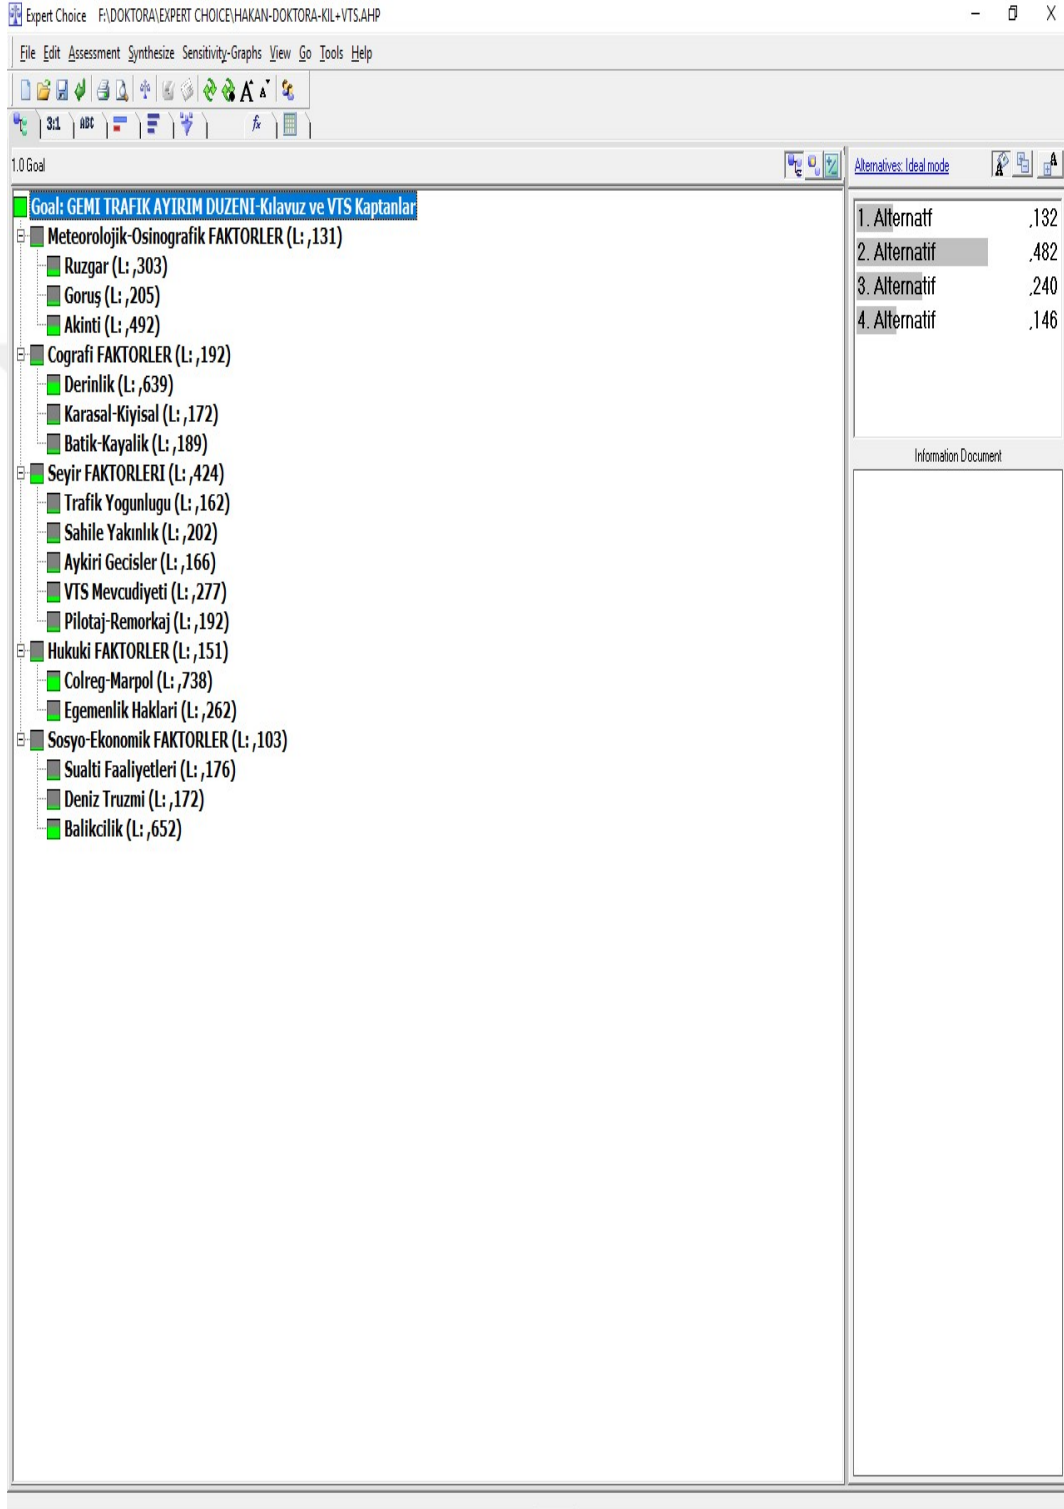 Expert Choice F:\DOKTORA\EXPERT CHOICE\HAKAN-DOKTORA-KIL+VTS.AHP
File Edit Assessment Synthesize Sensitivity-Graphs View Go Tools Help
3:1 ABC fx
1.0 Goal
Goal: GEMI TRAFIK AYIRIM DUZENI-Kılavuz ve VTS Kaptanlar
Meteorolojik-Osinografik FAKTORLER (L: ,131)
Ruzgar (L: ,303)
Goruş (L: ,205)
Akinti (L: ,492)
Cografi FAKTORLER (L: ,192)
Derinlik (L: ,639)
Karasal-Kiyisal (L: ,172)
Batik-Kayalik (L: ,189)
Seyir FAKTORLERI (L: ,424)
Trafik Yogunlugu (L: ,162)
Sahile Yakınlık (L: ,202)
Aykiri Gecisler (L: ,166)
VTS Mevcudiyeti (L: ,277)
Pilotaj-Remorkaj (L: ,192)
Hukuki FAKTORLER (L: ,151)
Colreg-Marpol (L: ,738)
Egemenlik Haklari (L: ,262)
Sosyo-Ekonomik FAKTORLER (L: ,103)
Sualti Faaliyetleri (L: ,176)
Deniz Truzmi (L: ,172)
Balikcilik (L: ,652)
Alternatives: Ideal mode
1. Alternatf ,132
2. Alternatif ,482
3. Alternatif ,240
4. Alternatif ,146
Information Document